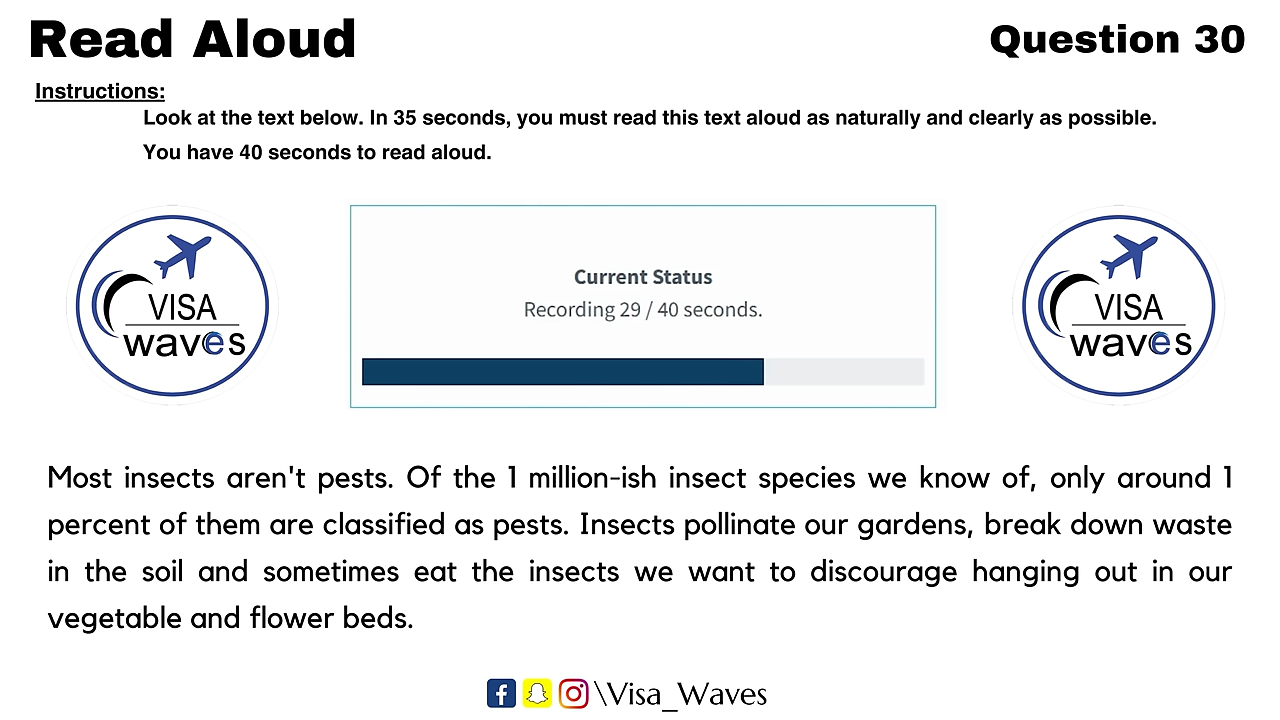 Read Aloud
Question 30
Instructions:
Look at the text below. In 35 seconds, you must read this text aloud as naturally and clearly as possible.
You have 40 seconds to read aloud.
VISA
waves
Current Status
Recording 29 / 40 seconds.
VISA
waves
Most insects aren't pests. Of the 1 million-ish insect species we know of, only around 1
percent of them are classified as pests. Insects pollinate our gardens, break down waste
in the soil and sometimes eat the insects we want to discourage hanging out in our
vegetable and flower beds.
\Visa_Waves